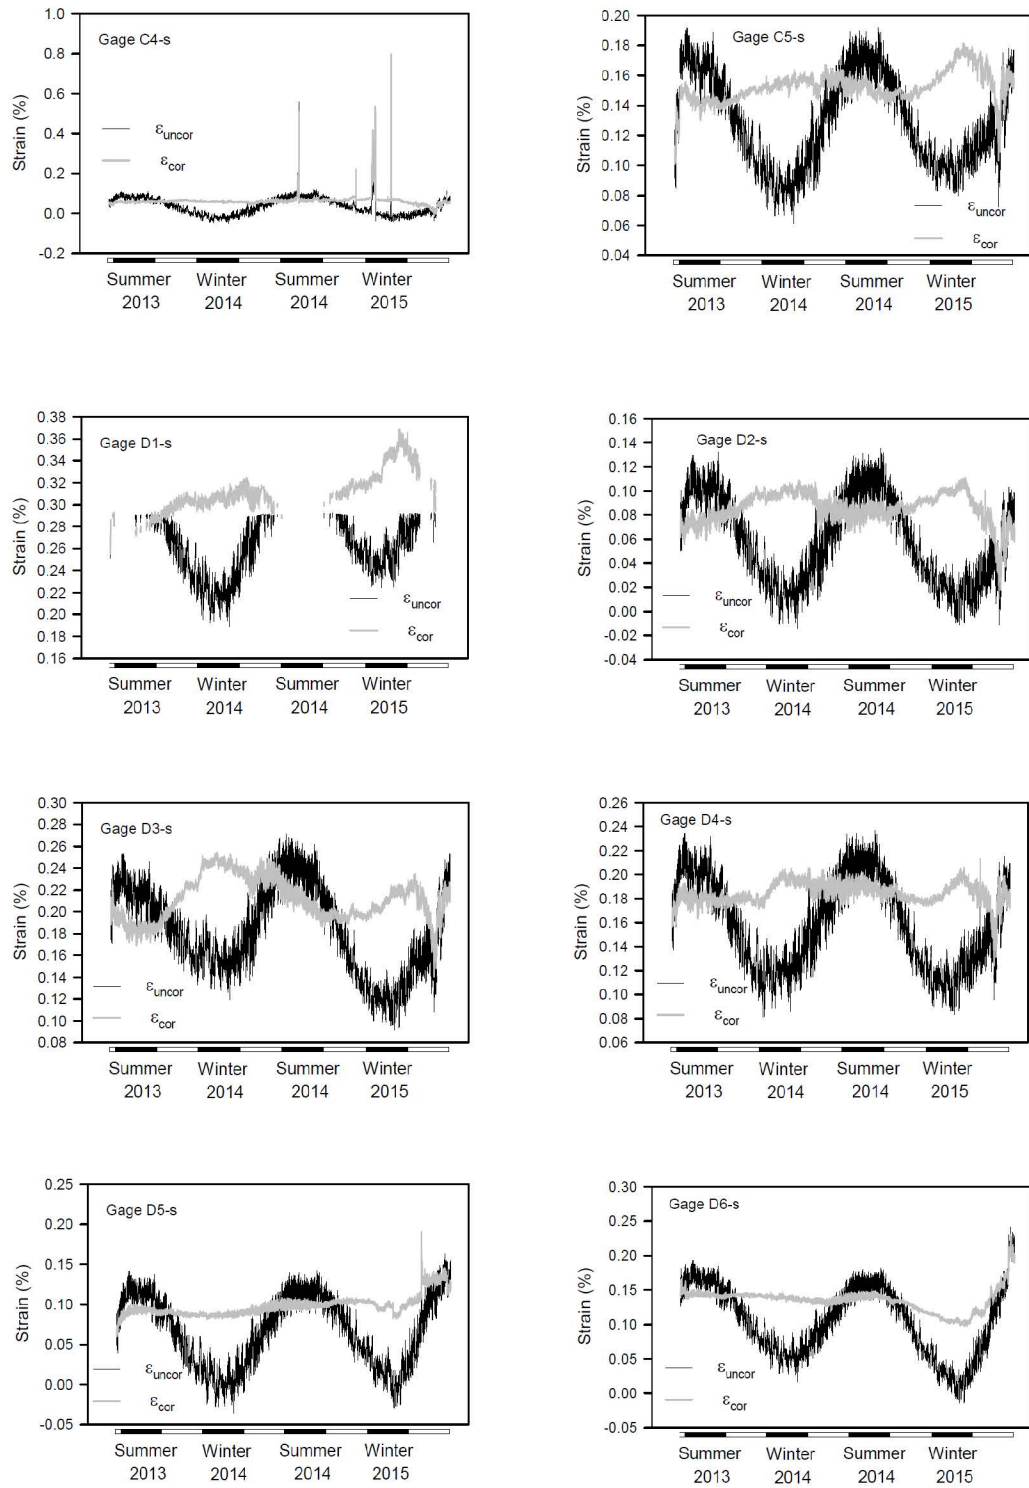 Gage C4-s
Strain (%)
1.0
0.8
0.6
0.4
0.2
0.0
-0.2
εuncor
εcor
Summer 2013
Winter 2014
Summer 2014
Winter 2015
Gage C5-s
Strain (%)
0.20
0.18
0.16
0.14
0.12
0.10
0.08
0.06
0.04
εuncor
εcor
Summer 2013
Winter 2014
Summer 2014
Winter 2015
Gage D1-s
Strain (%)
0.38
0.36
0.34
0.32
0.30
0.28
0.26
0.24
0.22
0.20
0.18
0.16
εuncor
εcor
Summer 2013
Winter 2014
Summer 2014
Winter 2015
Gage D2-s
Strain (%)
0.16
0.14
0.12
0.10
0.08
0.06
0.04
0.02
0.00
-0.02
-0.04
εuncor
εcor
Summer 2013
Winter 2014
Summer 2014
Winter 2015
Gage D3-s
Strain (%)
0.30
0.28
0.26
0.24
0.22
0.20
0.18
0.16
0.14
0.12
0.10
0.08
εuncor
εcor
Summer 2013
Winter 2014
Summer 2014
Winter 2015
Gage D4-s
Strain (%)
0.26
0.24
0.22
0.20
0.18
0.16
0.14
0.12
0.10
0.08
0.06
εuncor
εcor
Summer 2013
Winter 2014
Summer 2014
Winter 2015
Gage D5-s
Strain (%)
0.25
0.20
0.15
0.10
0.05
0.00
-0.05
εuncor
εcor
Summer 2013
Winter 2014
Summer 2014
Winter 2015
Gage D6-s
Strain (%)
0.30
0.25
0.20
0.15
0.10
0.05
0.00
-0.05
εuncor
εcor
Summer 2013
Winter 2014
Summer 2014
Winter 2015